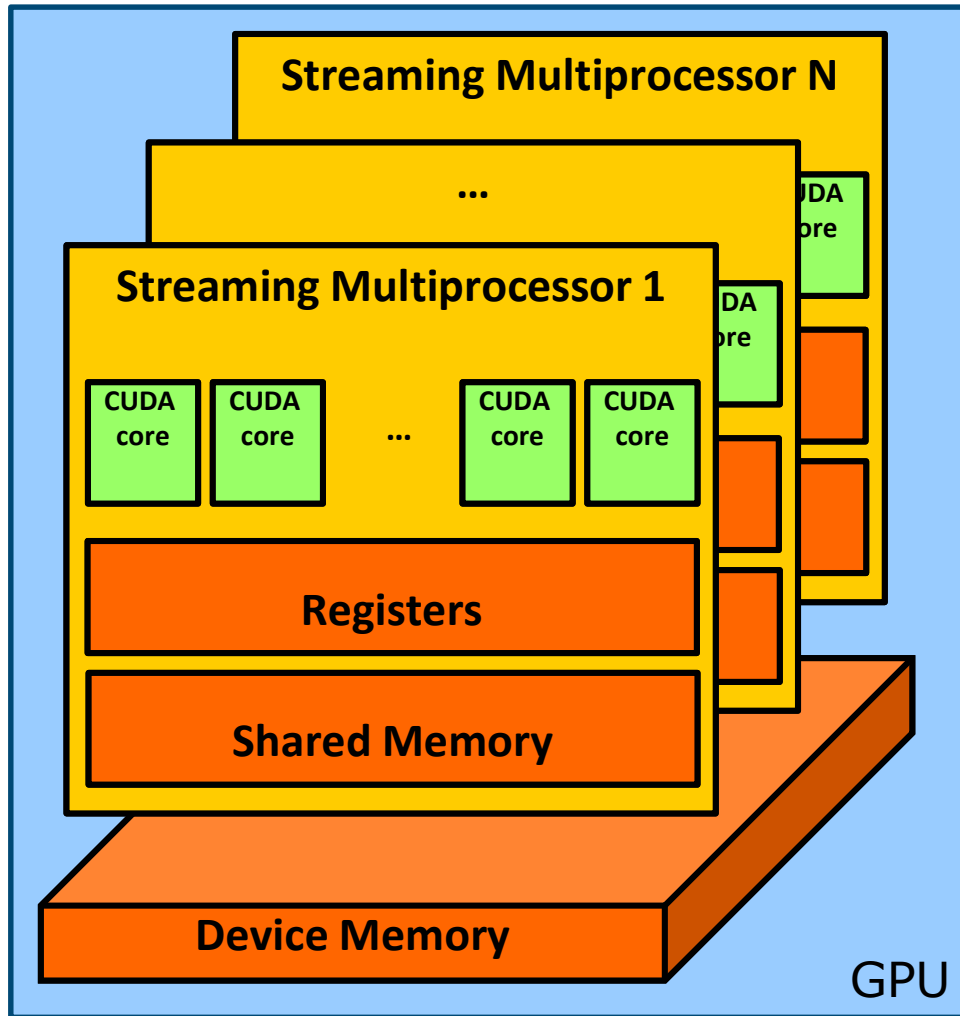 Streaming Multiprocessor N
...
Streaming Multiprocessor 1
CUDA
core
CUDA
core
...
CUDA
core
CUDA
core
Registers
Shared Memory
Device Memory
GPU